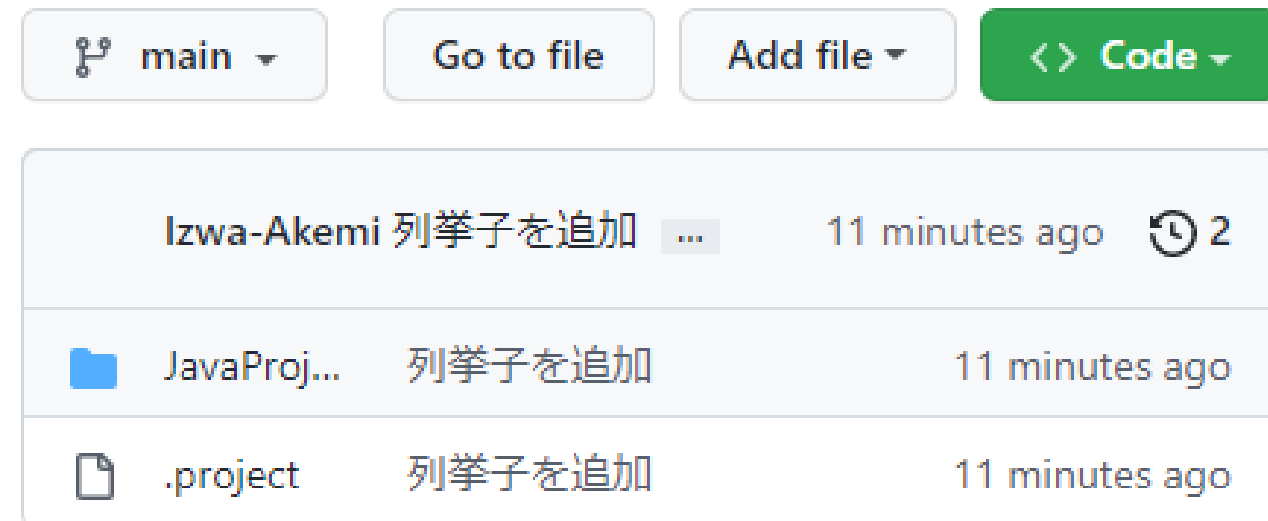 main Go to file Add file <> Code
Izwa-Akemi 列挙子を追加 ... 11 minutes ago 2
JavaProj... 列挙子を追加 11 minutes ago
.project 列挙子を追加 11 minutes ago